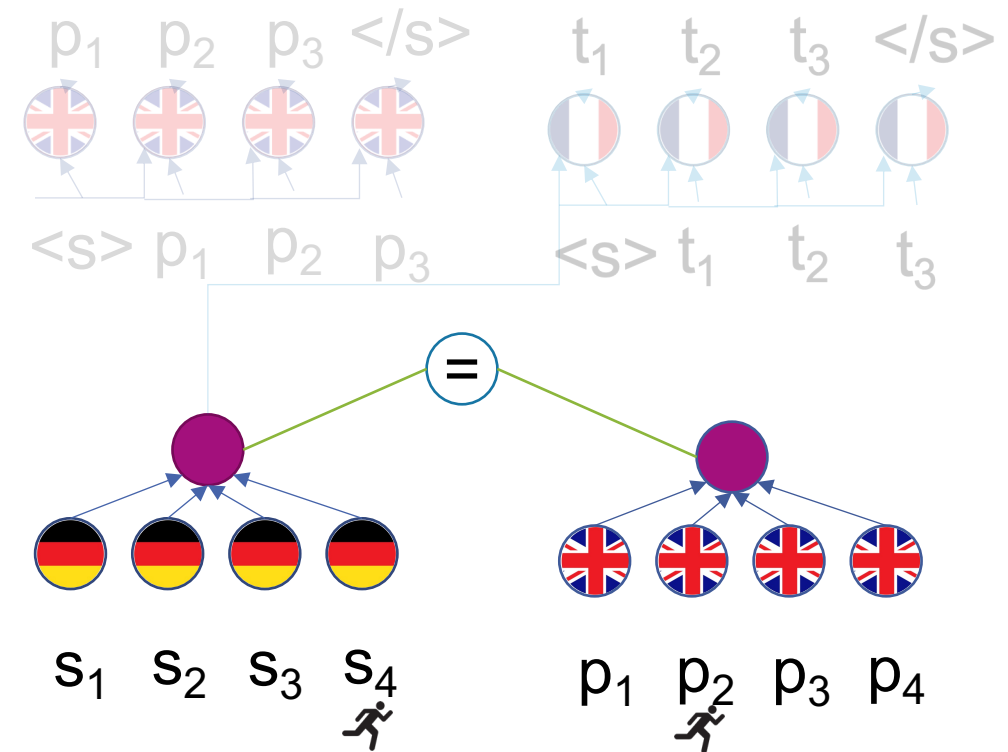 p₁ p₂ p₃ </s> t₁ t₂ t₃ </s>
<s> p₁ p₂ p₃ <s> t₁ t₂ t₃
=
s₁ s₂ s₃ s₄ p₁ p₂ p₃ p₄